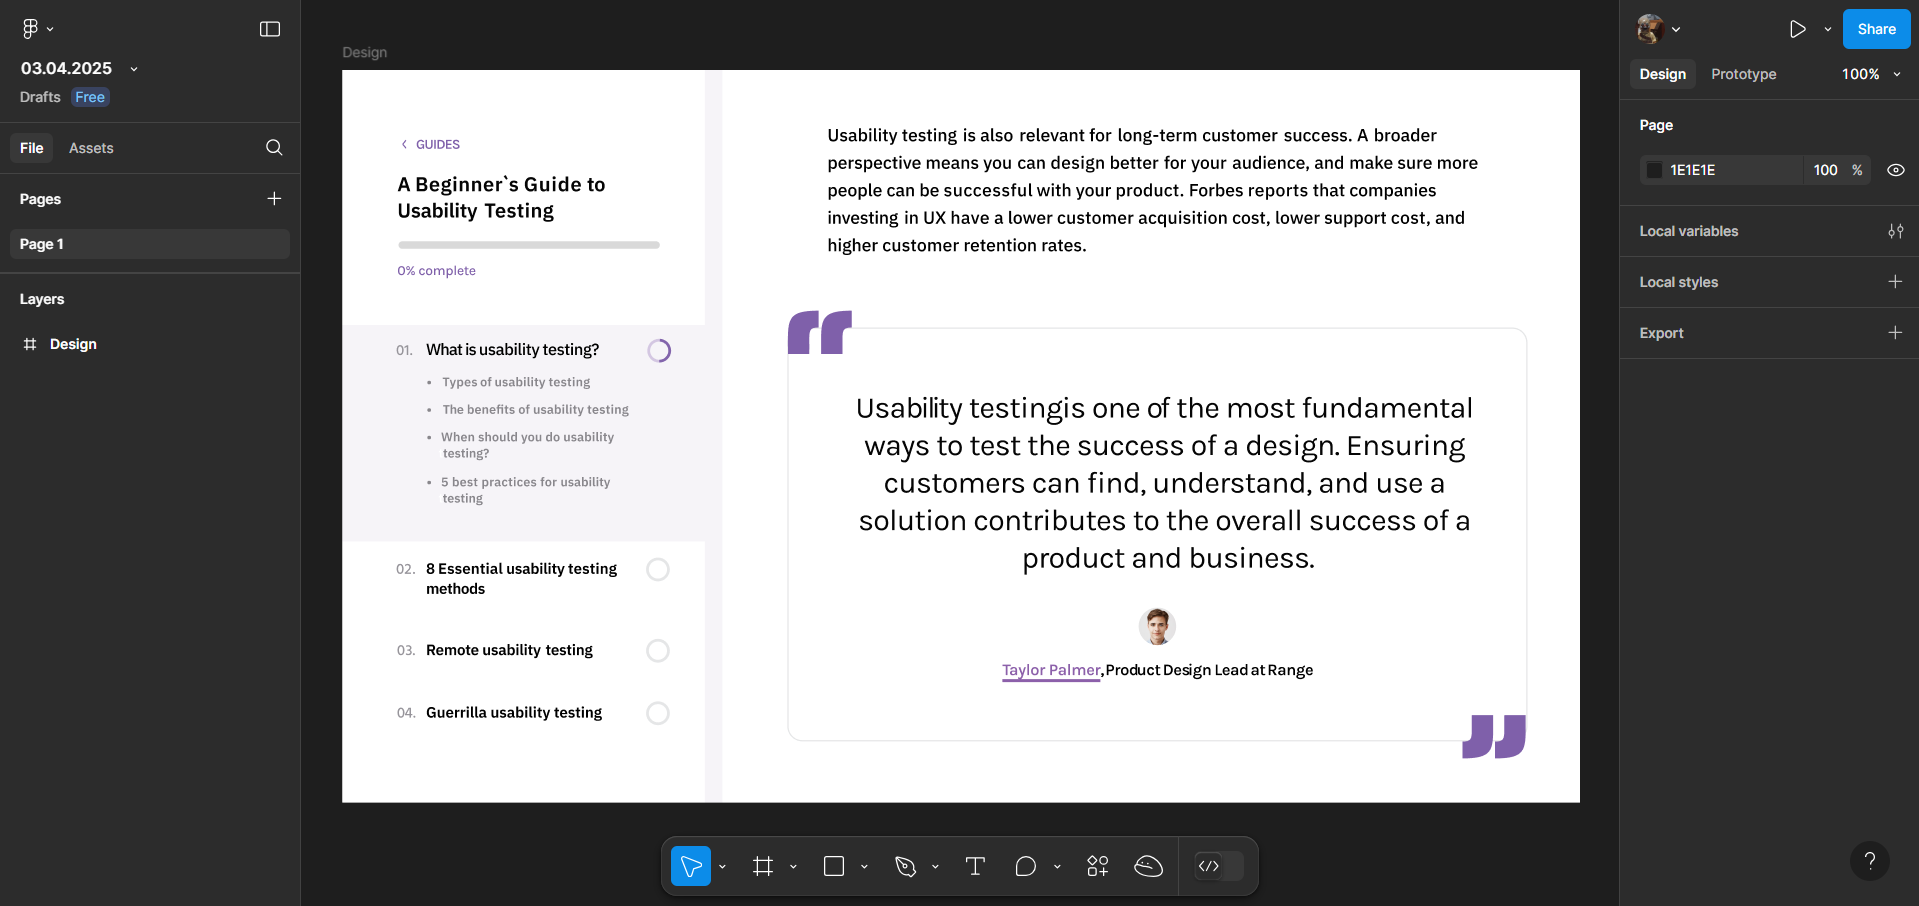 03.04.2025
Drafts Free
File Assets
Pages
Page 1
Layers
Design
Design
GUIDES
A Beginner`s Guide to
Usability Testing
0% complete
01. What is usability testing?
• Types of usability testing
• The benefits of usability testing
• When should you do usability
testing?
• 5 best practices for usability
testing
02. 8 Essential usability testing
methods
03. Remote usability testing
04. Guerrilla usability testing
Usability testing is also relevant for long-term customer success. A broader
perspective means you can design better for your audience, and make sure more
people can be successful with your product. Forbes reports that companies
investing in UX have a lower customer acquisition cost, lower support cost, and
higher customer retention rates.
Usability testingis one of the most fundamental
ways to test the success of a design. Ensuring
customers can find, understand, and use a
solution contributes to the overall success of a
product and business.
Taylor Palmer, Product Design Lead at Range
Share
Design Prototype 100%
Page
1E1E1E 100 %
Local variables
Local styles
Export
?